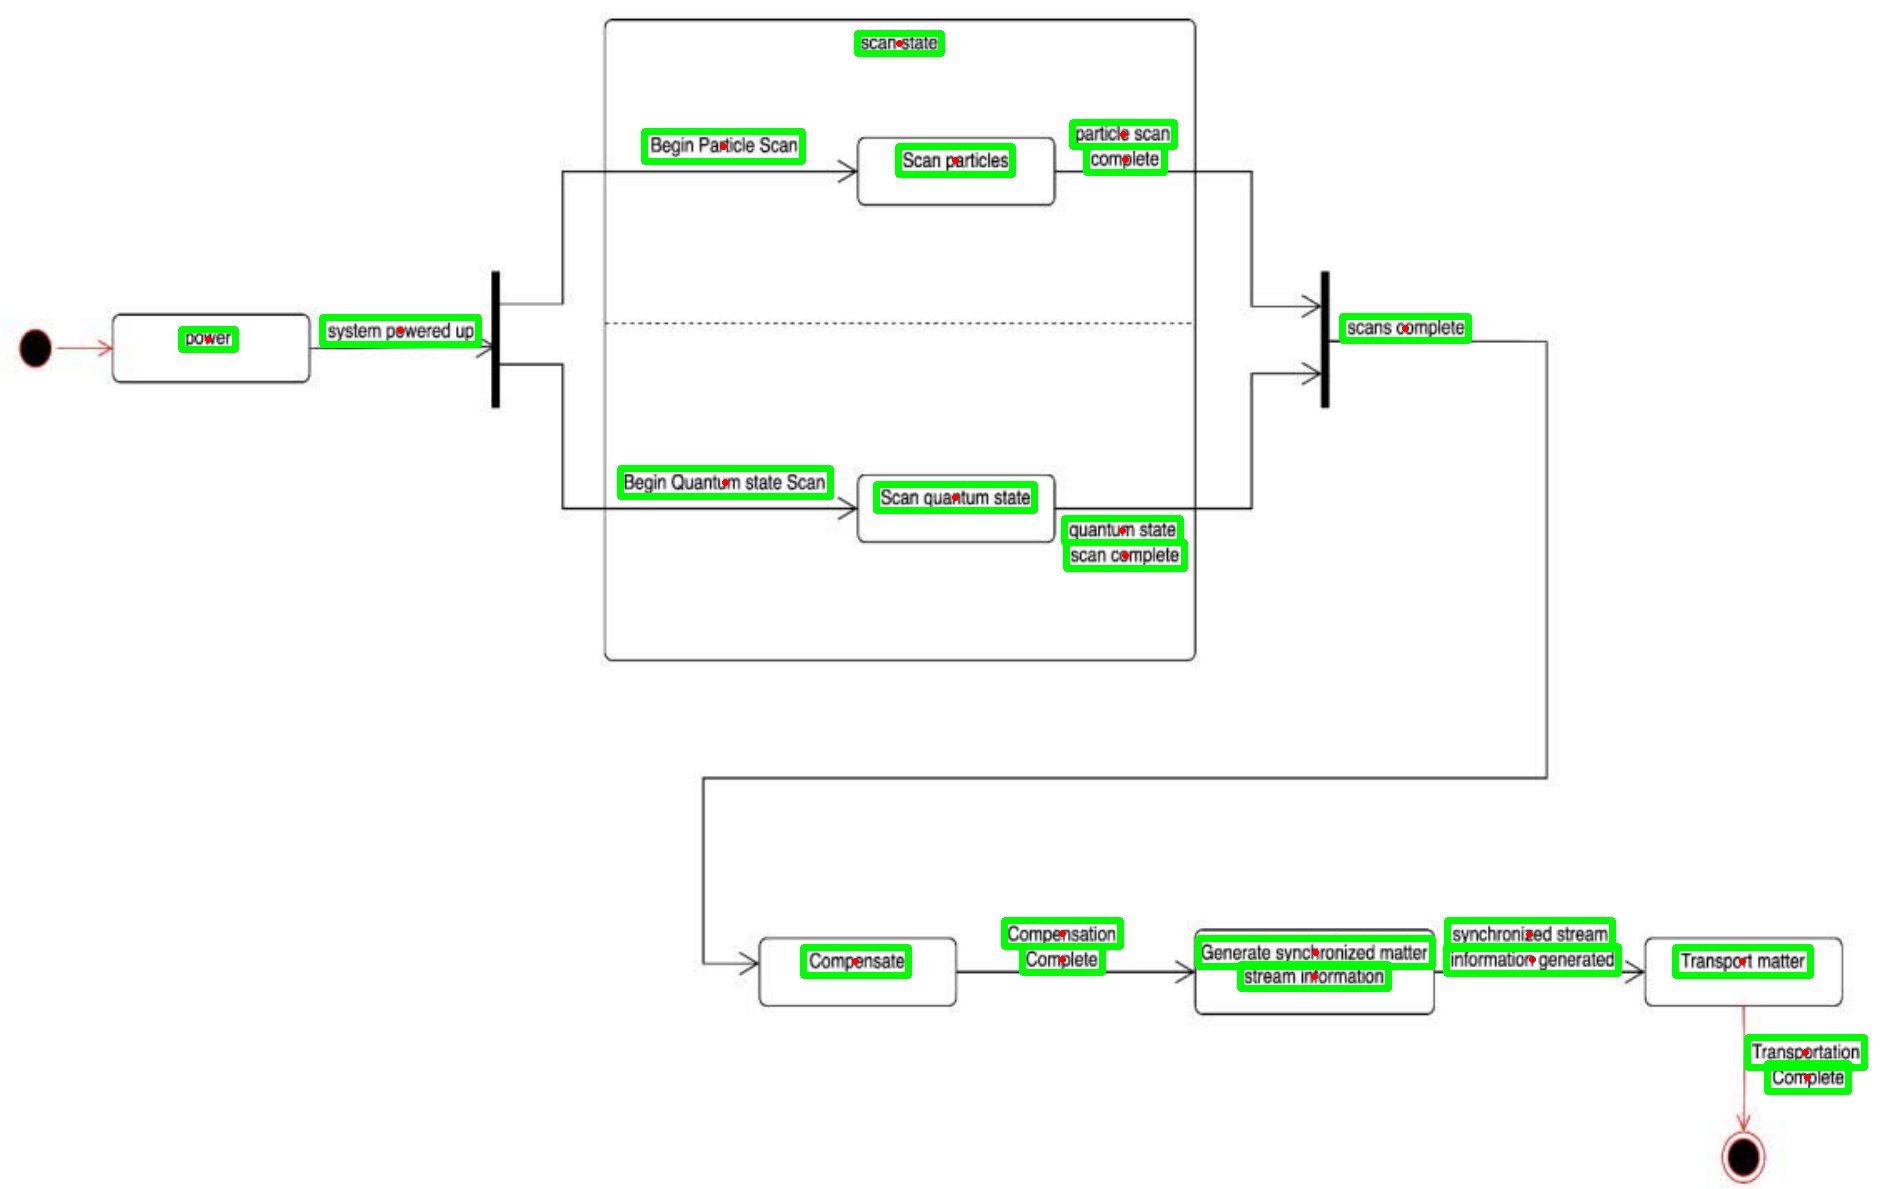 scan state
Begin Particle Scan
particle scan
complete
Scan particles
power
system powered up
scans complete
Begin Quantum state Scan
Scan quantum state
quantum state
scan complete
Compensate
Compensation
Complete
Generate synchronized matter
stream information
synchronized stream
information generated
Transport matter
Transportation
Complete